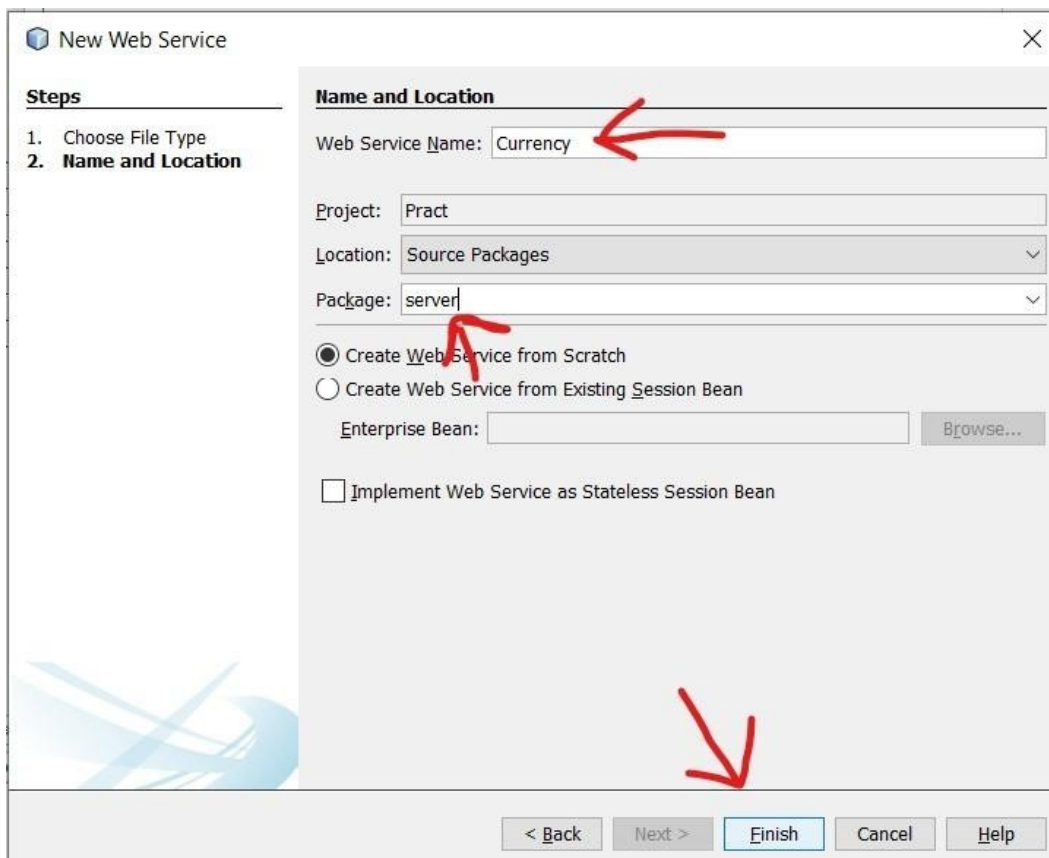 New Web Service
Steps
1. Choose File Type
2. Name and Location
Name and Location
Web Service Name: Currency
Project: Pract
Location: Source Packages
Package: server
Create Web Service from Scratch
Create Web Service from Existing Session Bean
Enterprise Bean: Browse...
Implement Web Service as Stateless Session Bean
< Back Next > Finish Cancel Help